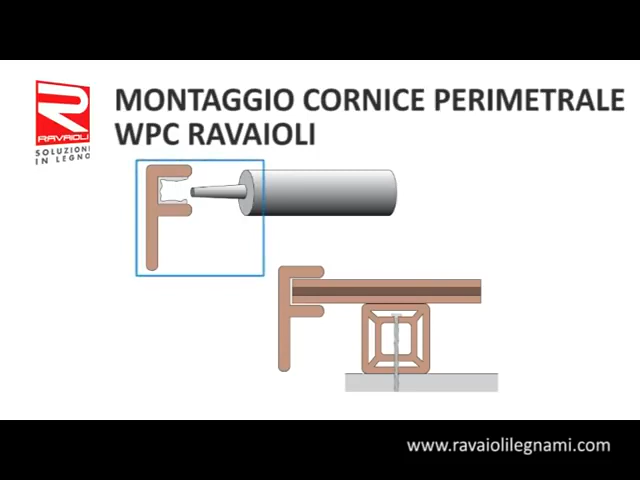 MONTAGGIO CORNICE PERIMETRALE
WPC RAVAIOLI
R
RAVAIOLI
SOLUZIONI
IN LEGNO
www.ravaiolilegnami.com